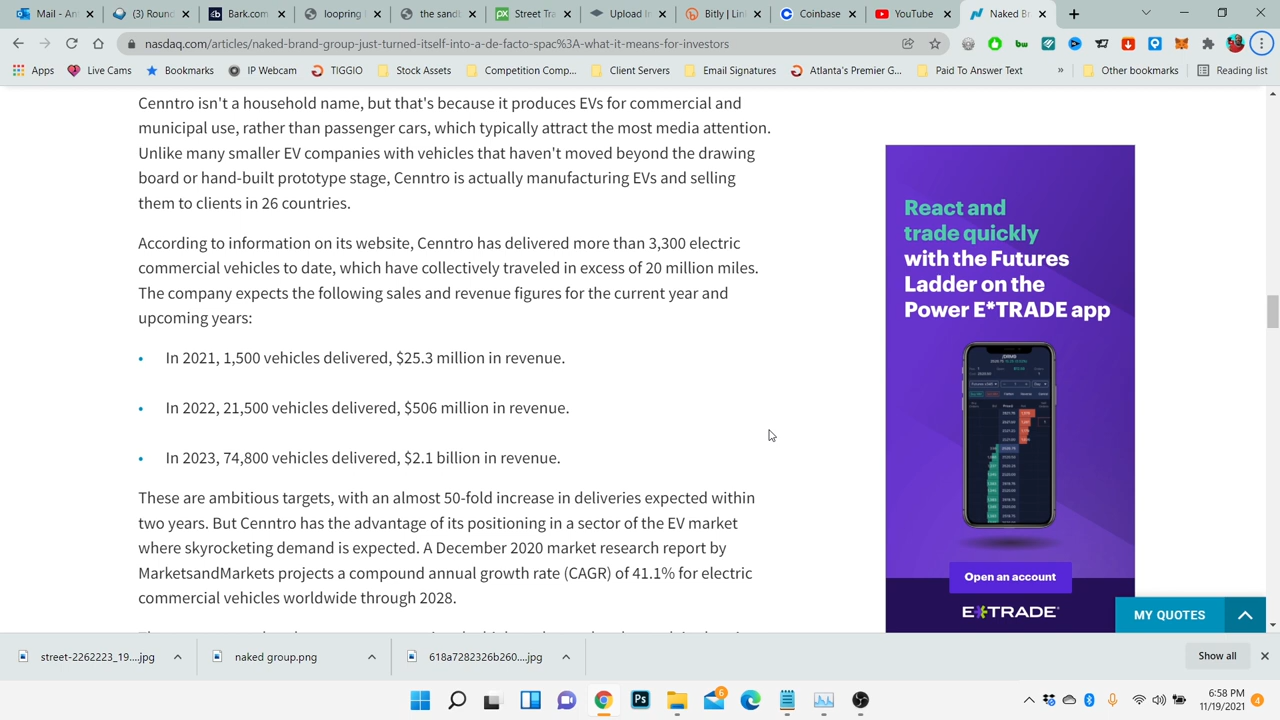 Mail - Am
(3) Round
Bark.com
the sandb
Street Tra
Upload In
Bitly | Lin
Coinbase
YouTube
Naked Bra
nasdaq.com/articles/naked-brand-group-just-turned-itself-into-a-de-facto-spac%3A-what-it-means-for-investors
Apps
Live Cams
Bookmarks
IP Webcam
TIGG
Stock Assets
Competition Comp...
Client Servers
Email Signatures
Atlanta's Premier G...
Paid To Answer Text
»
Other bookmarks
Reading list
Cenntro isn't a household name, but that's because it produces EVs for commercial and
municipal use, rather than passenger cars, which typically attract the most media attention.
Unlike many smaller EV companies with vehicles that haven't moved beyond the drawing
board or hand-built prototype stage, Cenntro is actually manufacturing EVs and selling
them to clients in 26 countries.
According to information on its website, Cenntro has delivered more than 3,300 electric
commercial vehicles to date, which have collectively traveled in excess of 20 million miles.
The company expects the following sales and revenue figures for the current year and
upcoming years:
In 2021, 1,500 vehicles delivered, $25.3 million in revenue.
In 2022, 21,500 vehicles delivered, million in revenue.
In 2023, 74,800 vehicles delivered, $2.1 billion in revenue.
These are ambitious targets, with an almost 50-fold increase in deliveries expected within
two years. But Cenntro has the advantage of functioning in a sector of the EV market
where skyrocketing demand is expected. A December 2020 market research report by
MarketsandMarkets projects a compound annual growth rate (CAGR) of 41.1% for electric
commercial vehicles worldwide through 2028.
React and
trade quickly
with the Futures
Ladder on the
Power E*TRADE app
Open an account
E*TRADE
MY QUOTES
street-2262223_19....jpg
naked group.png
618a7282326b260....jpg
Show all
6
6:58 PM
11/19/2021
4